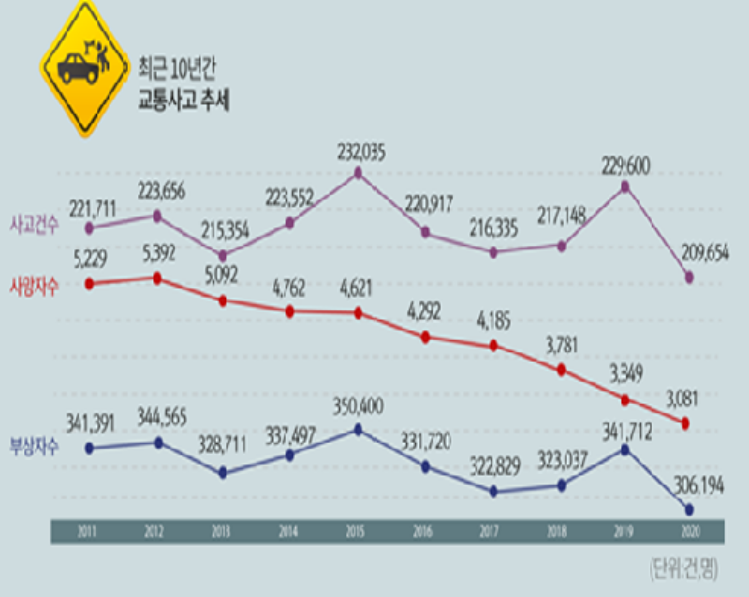 최근 10년간
교통사고 추세
사고건수
221,711 223,656 215,354 223,552 232,035 220,917 216,335 217,148 229,600 209,654
사망자수
5,229 5,392 5,092 4,762 4,621 4,292 4,185 3,781 3,349 3,081
부상자수
341,391 344,565 328,711 337,497 350,400 331,720 322,829 323,037 341,712 306,194
2011 2012 2013 2014 2015 2016 2017 2018 2019 2020
(단위:건,명)